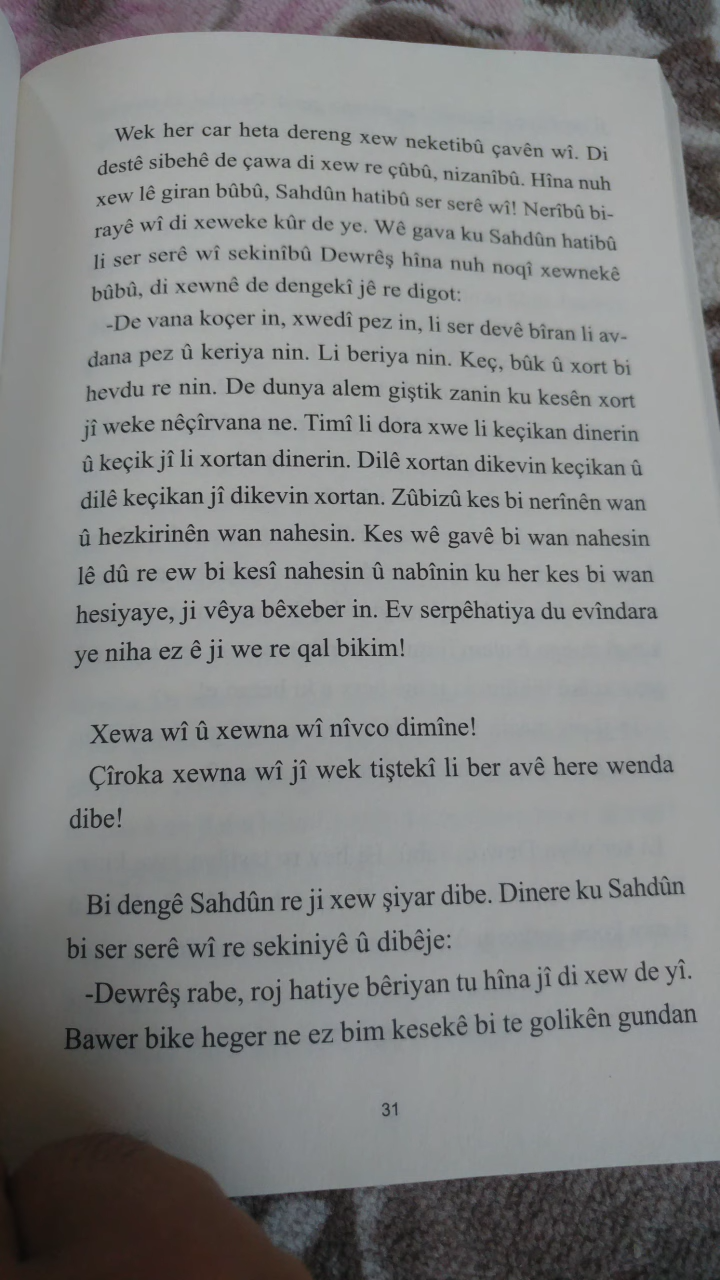 Wek her car heta dereng xew neketibû çavên wî. Di
destê sibehê de çawa di xew re çûbû, nizanîbû. Hîna nuh
xew lê giran bûbû, Sahdûn hatibû ser serê wî! Nerîbû bi-
rayê wî di xeweke kûr de ye. Wê gava ku Sahdûn hatibû
li ser serê wî sekinîbû Dewrêş hîna nuh noqî xewnekê
bûbû, di xewnê de dengekî jê re digot:
-De vana koçer in, xwedî pez in, li ser devê bîran li av-
dana pez û keriya nin. Li beriya nin. Keç, bûk û xort bi
hevdu re nin. De dunya alem giştik zanin ku kesên xort
jî weke nêçîrvana ne. Timî li dora xwe li keçikan dinerin
û keçik jî li xortan dinerin. Dilê xortan dikevin keçikan û
dilê keçikan jî dikevin xortan. Zûbizû kes bi nerînên wan
û hezkirinên wan nahesin. Kes wê gavê bi wan nahesin
lê dû re ew bi kesî nahesin û nabînin ku her kes bi wan
hesiyaye, ji vêya bêxeber in. Ev serpêhatiya du evîndara
ye niha ez ê ji we re qal bikim!
Xewa wî û xewna wî nîvco dimîne!
Çîroka xewna wî jî wek tiştekî li ber avê here wenda
dibe!
Bi dengê Sahdûn re ji xew şiyar dibe. Dinere ku Sahdûn
bi ser serê wî re sekiniyê û dibêje:
-Dewrêş rabe, roj hatiye bêriyan tu hîna jî di xew de yî.
Bawer bike heger ne ez bim kesekê bi te golikên gundan
31